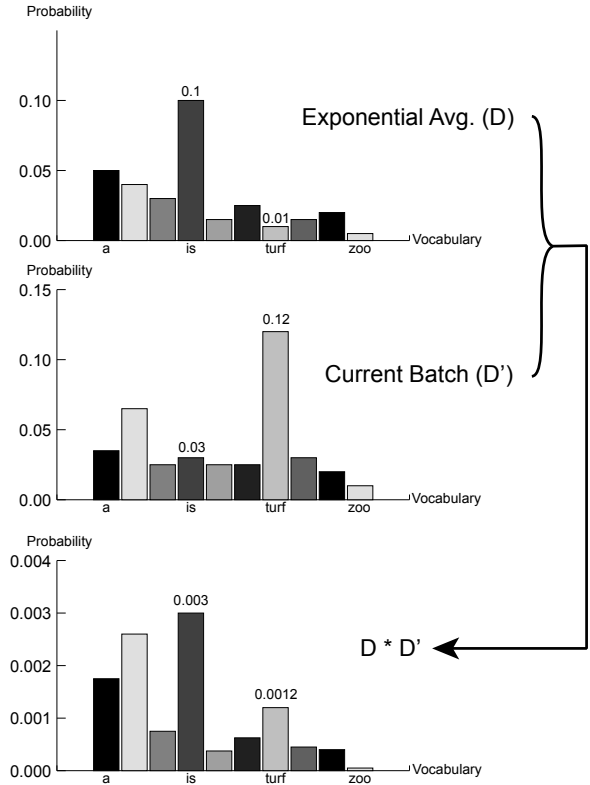 Probability
0.10
0.05
0.00
0.1
0.01
a is turf zoo
Vocabulary
Exponential Avg. (D)
Probability
0.15
0.10
0.05
0.00
0.12
0.03
a is turf zoo
Vocabulary
Current Batch (D’)
Probability
0.004
0.003
0.002
0.001
0.000
0.003
0.0012
a is turf zoo
Vocabulary
D * D’